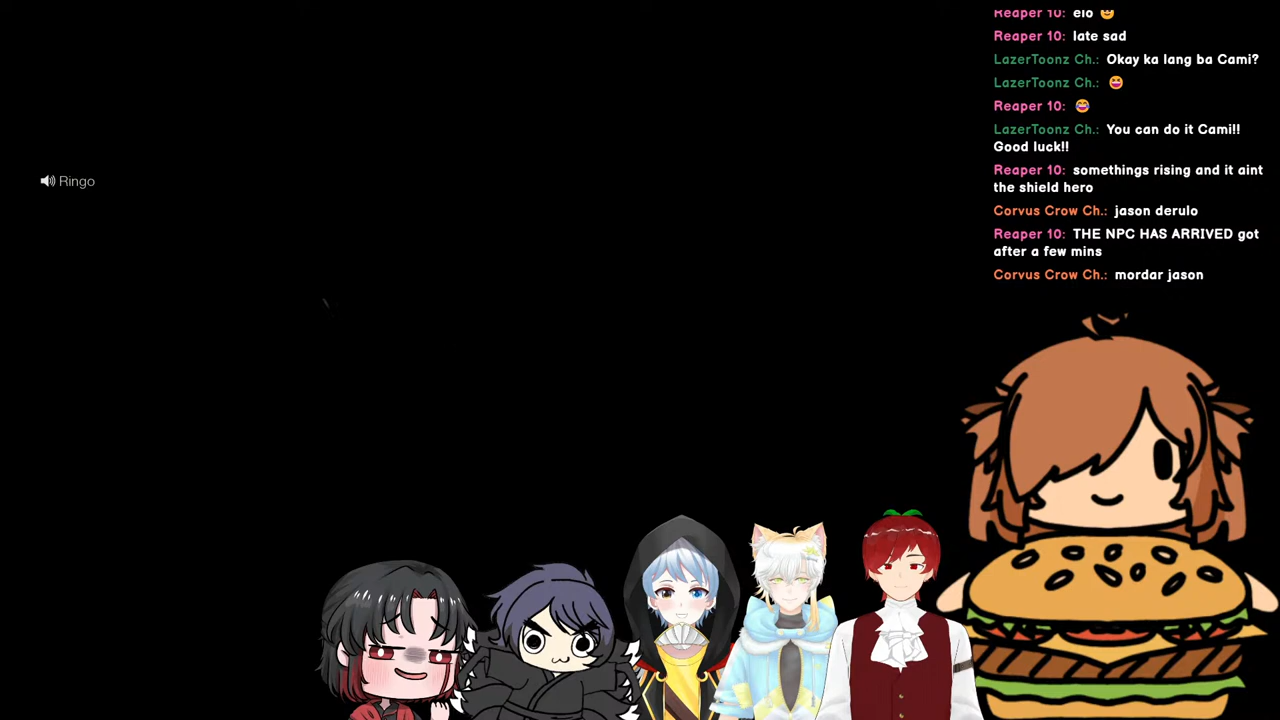 Reaper 10: elo 😊
Reaper 10: late sad
LazerToonz Ch.: Okay ka lang ba Cami?
LazerToonz Ch.: 😆
Reaper 10: 😂
LazerToonz Ch.: You can do it Cami!!
Good luck!!
Ringo
Reaper 10: somethings rising and it aint
the shield hero
Corvus Crow Ch.: jason derulo
Reaper 10: THE NPC HAS ARRIVED got
after a few mins
Corvus Crow Ch.: mordar jason